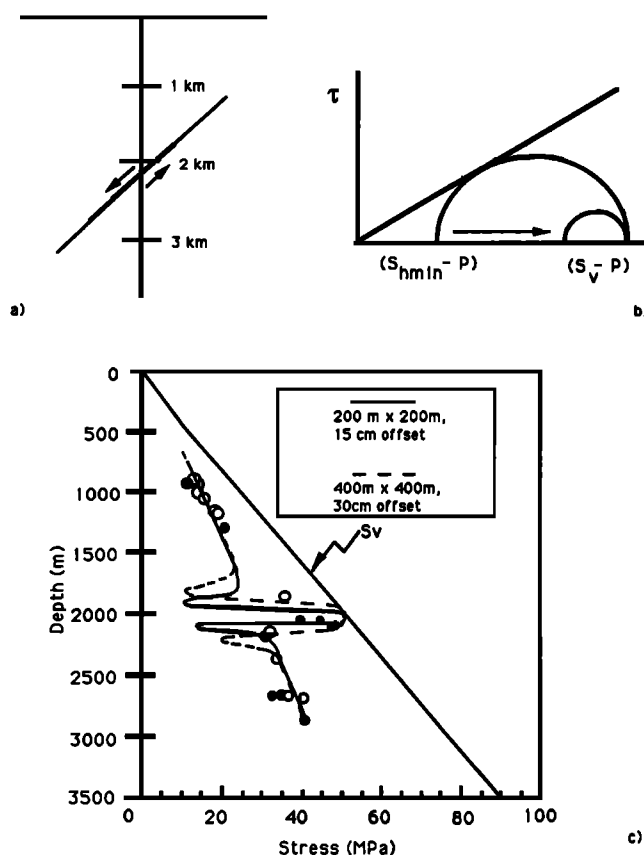 1 km
2 km
3 km
a)
τ
(Shmin - P)
(Sv - P)
b
0
500
1000
1500
2000
2500
3000
3500
Depth (m)
200 m x 200m,
15 cm offset
400m x 400m,
30cm offset
Sv
0
20
40
60
80
100
Stress (MPa)
c)